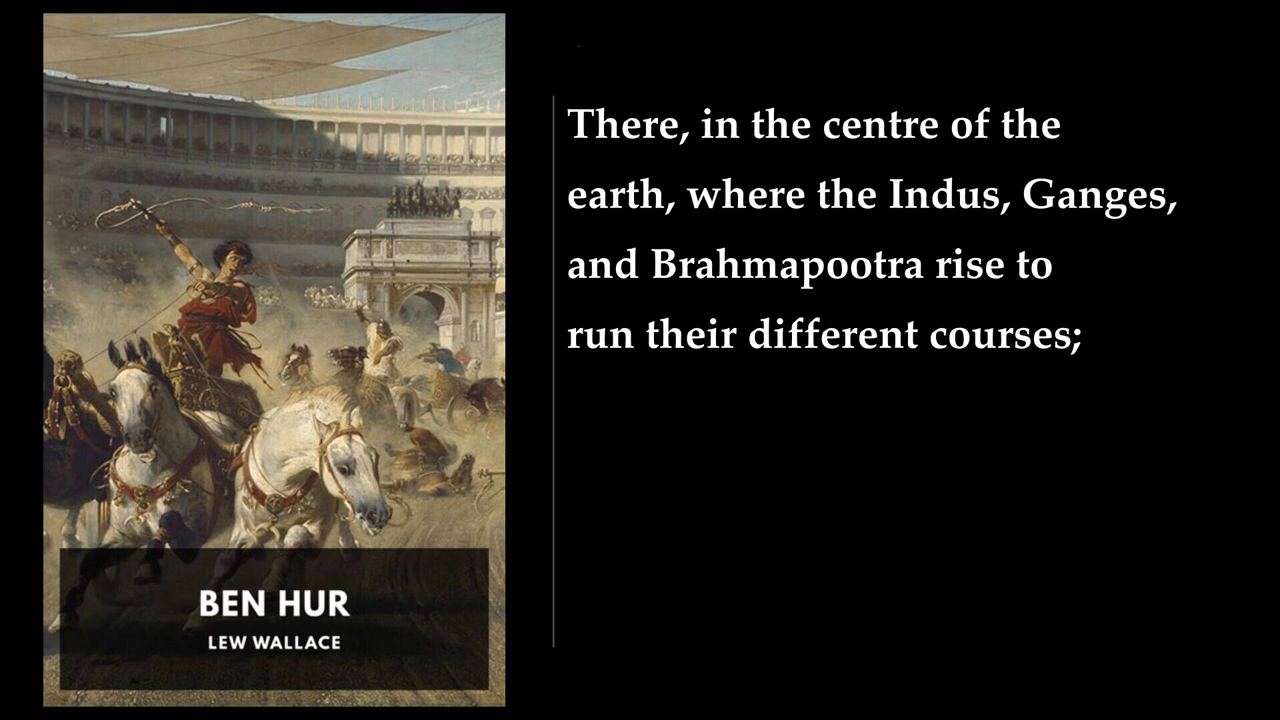 There, in the centre of the
earth, where the Indus, Ganges,
and Brahmapootra rise to
run their different courses;
BEN HUR
LEW WALLACE